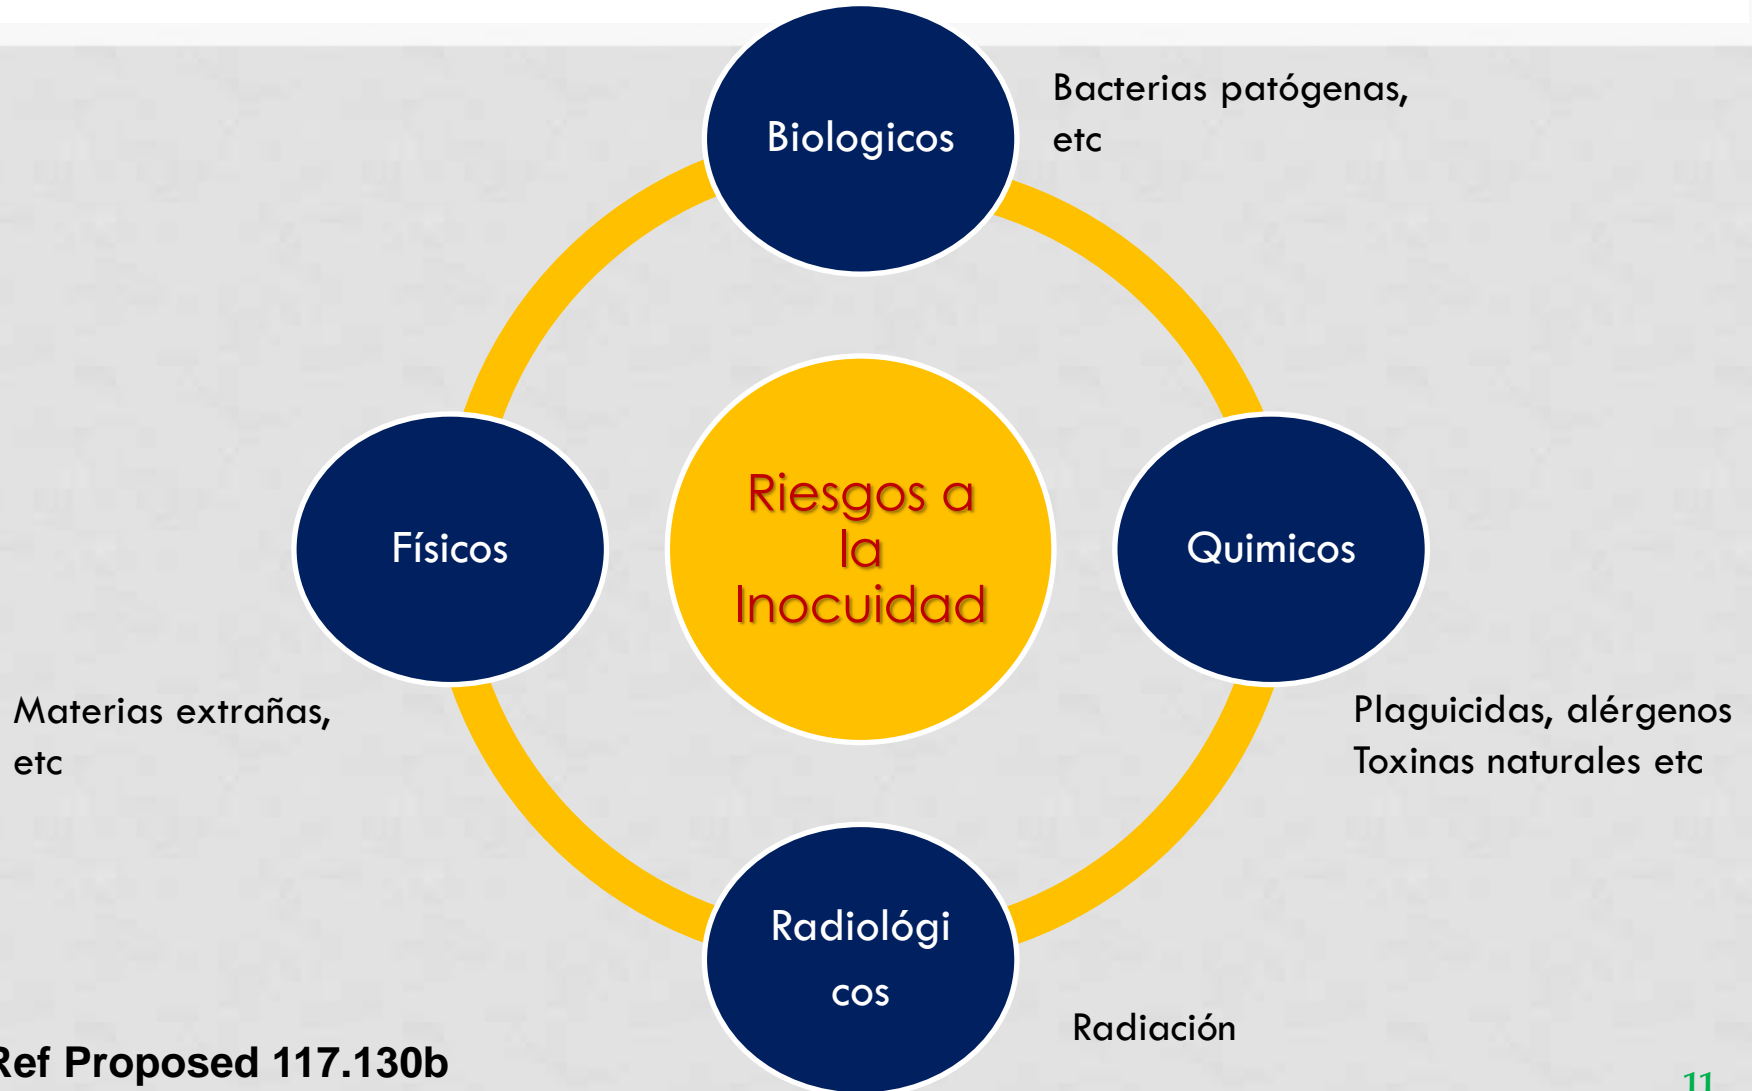 Biologicos
Bacterias patógenas,
etc
Riesgos a
la
Inocuidad
Físicos
Quimicos
Materias extrañas,
etc
Plaguicidas, alérgenos
Toxinas naturales etc
Radiológi
cos
Radiación
Ref Proposed 117.130b
11